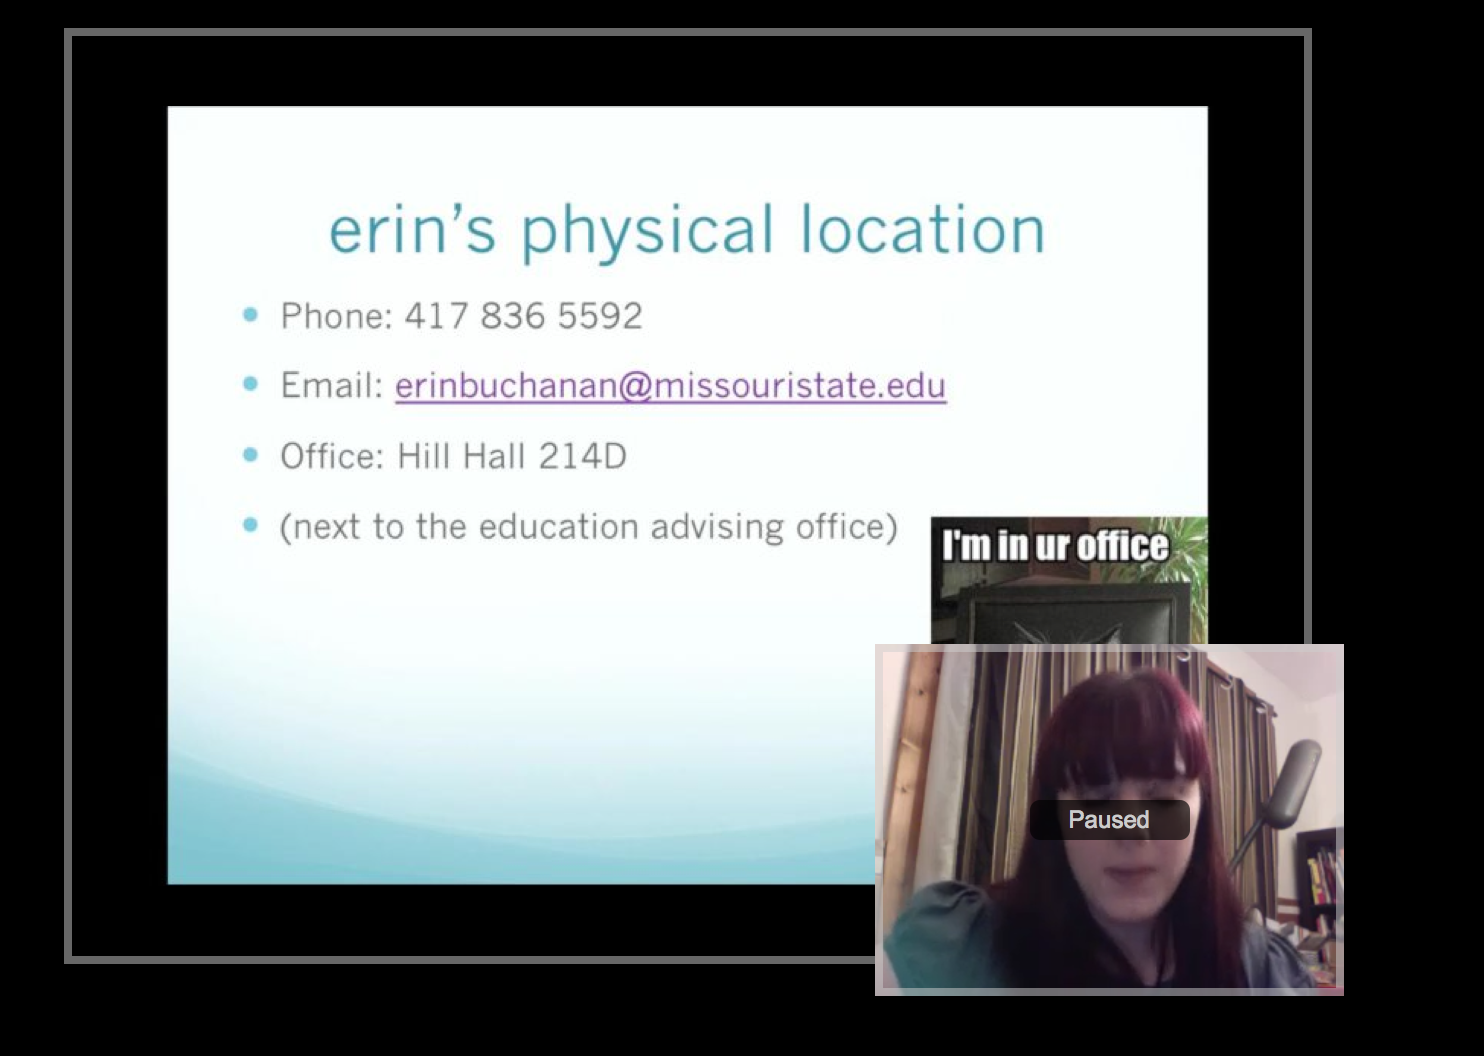 erin's physical location
Phone: 417 836 5592
Email: erinbuchanan@missouristate.edu
Office: Hill Hall 214D
(next to the education advising office)
I'm in ur office
Paused